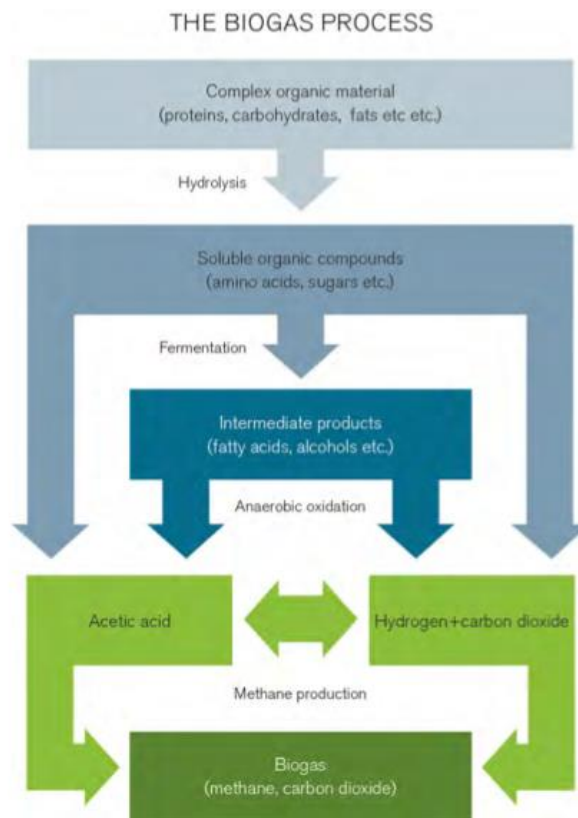 THE BIOGAS PROCESS
Complex organic material
(proteins, carbohydrates, fats etc etc.)
Hydrolysis
Soluble organic compounds
(amino acids, sugars etc.)
Fermentation
Intermediate products
(fatty acids, alcohols etc.)
Anaerobic oxidation
Acetic acid
Hydrogen+carbon dioxide
Methane production
Biogas
(methane, carbon dioxide)